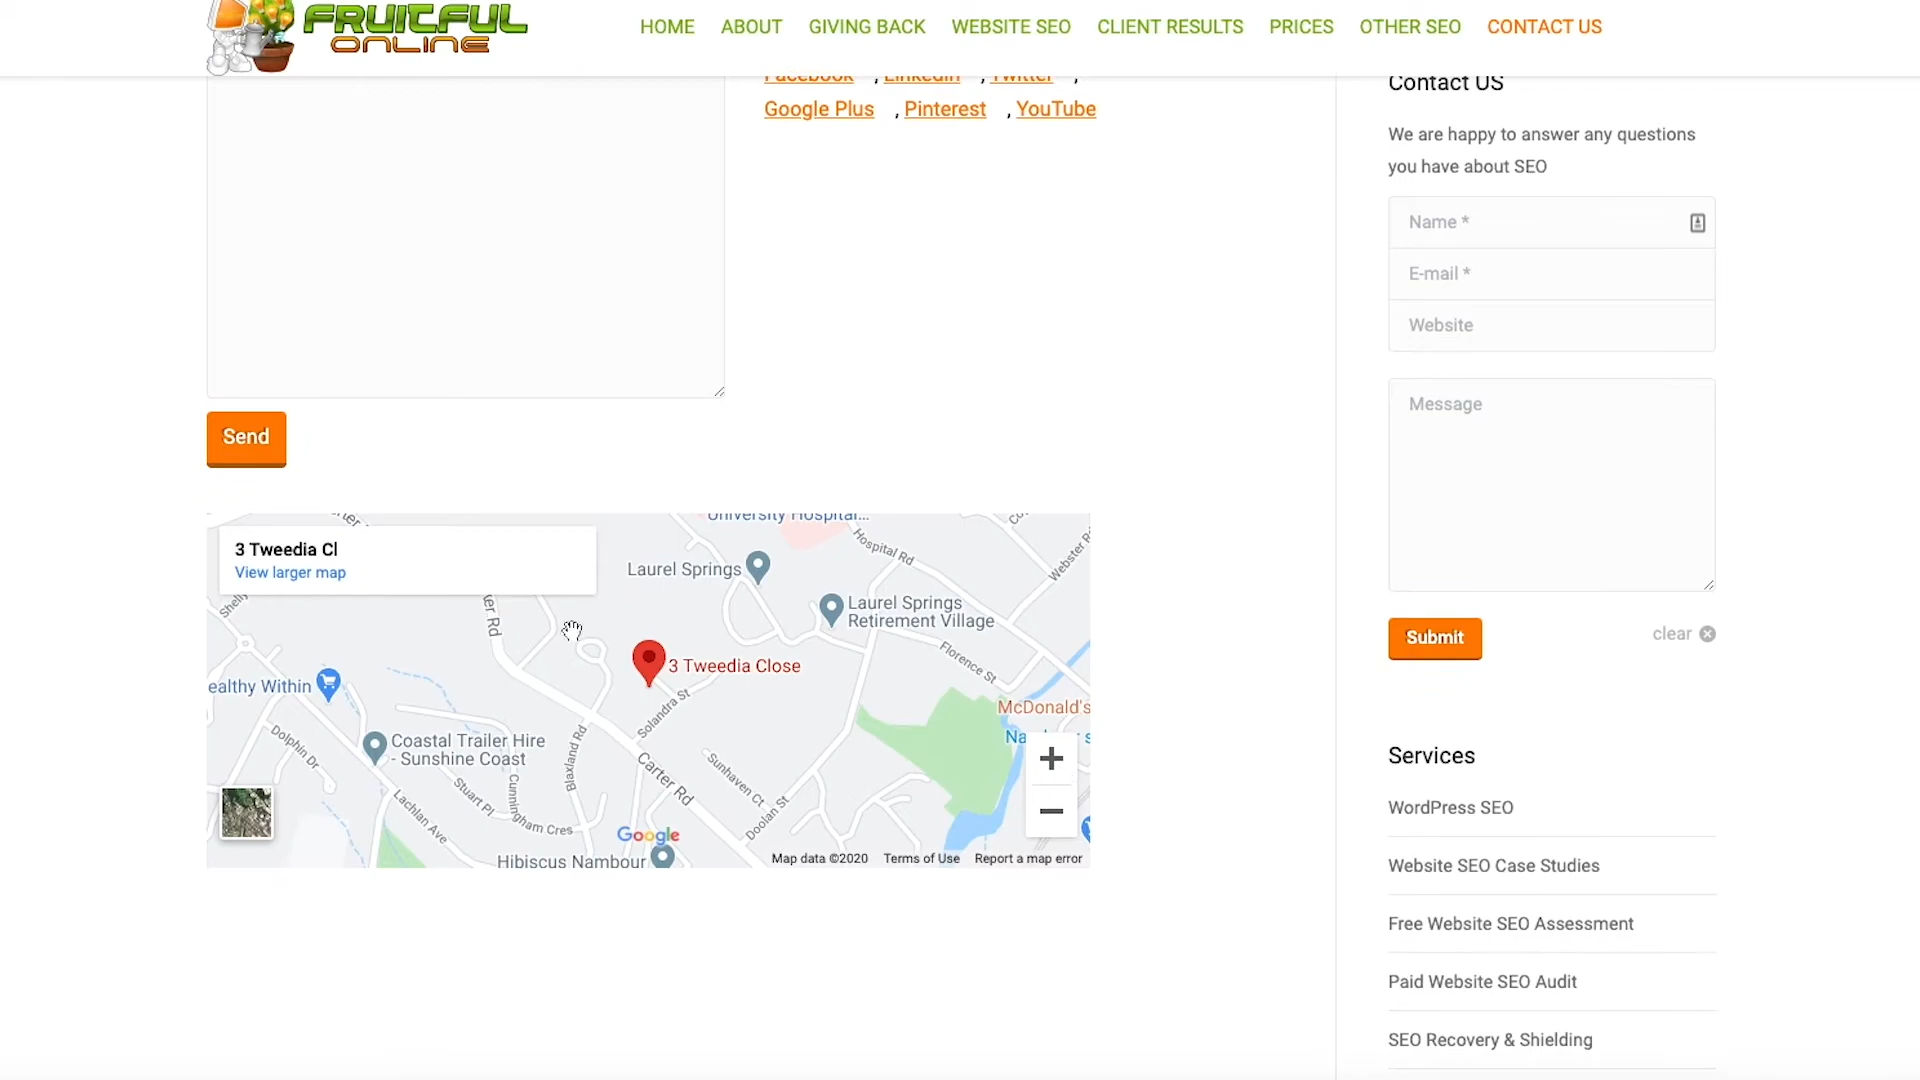 FRUITFUL
ONLINE
HOME ABOUT GIVING BACK WEBSITE SEO CLIENT RESULTS PRICES OTHER SEO CONTACT US
Facebook , LinkedIn , Twitter ,
Google Plus , Pinterest , YouTube
Send
3 Tweedia Cl
View larger map
University Hospital...
Hospital Rd
Webster R
Laurel Springs
Laurel Springs
Retirement Village
Florence St
3 Tweedia Close
Solandra St
McDonald's
ealthy Within
Dolphin Dr
Coastal Trailer Hire
- Sunshine Coast
Blaxland Rd
Carter Rd
Sunhaven Ct
Stuart Pl
Cunningham Cres
Lachlan Ave
Doolan St
Google
Hibiscus Nambour
Map data ©2020 Terms of Use Report a map error
Contact US
We are happy to answer any questions
you have about SEO
Name *
E-mail *
Website
Message
Submit
clear
Services
WordPress SEO
Website SEO Case Studies
Free Website SEO Assessment
Paid Website SEO Audit
SEO Recovery & Shielding